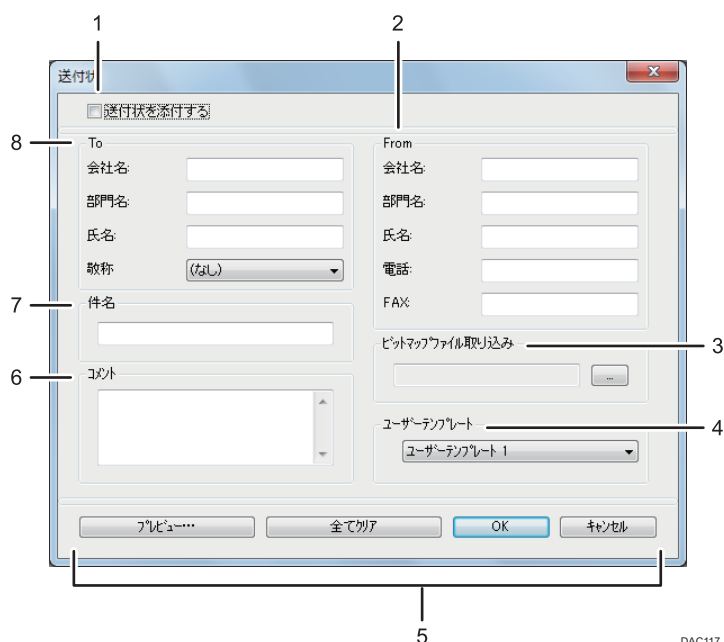 1
2
送付状
送付状を添付する
8
To
会社名:
部門名:
氏名:
敬称
(なし)
From
会社名:
部門名:
氏名:
電話:
FAX:
7
件名
ビットマップファイル取り込み
3
...
6
コメント
ユーザーテンプレート
4
ユーザーテンプレート 1
プレビュー…
全てクリア
OK
キャンセル
5
DAC117